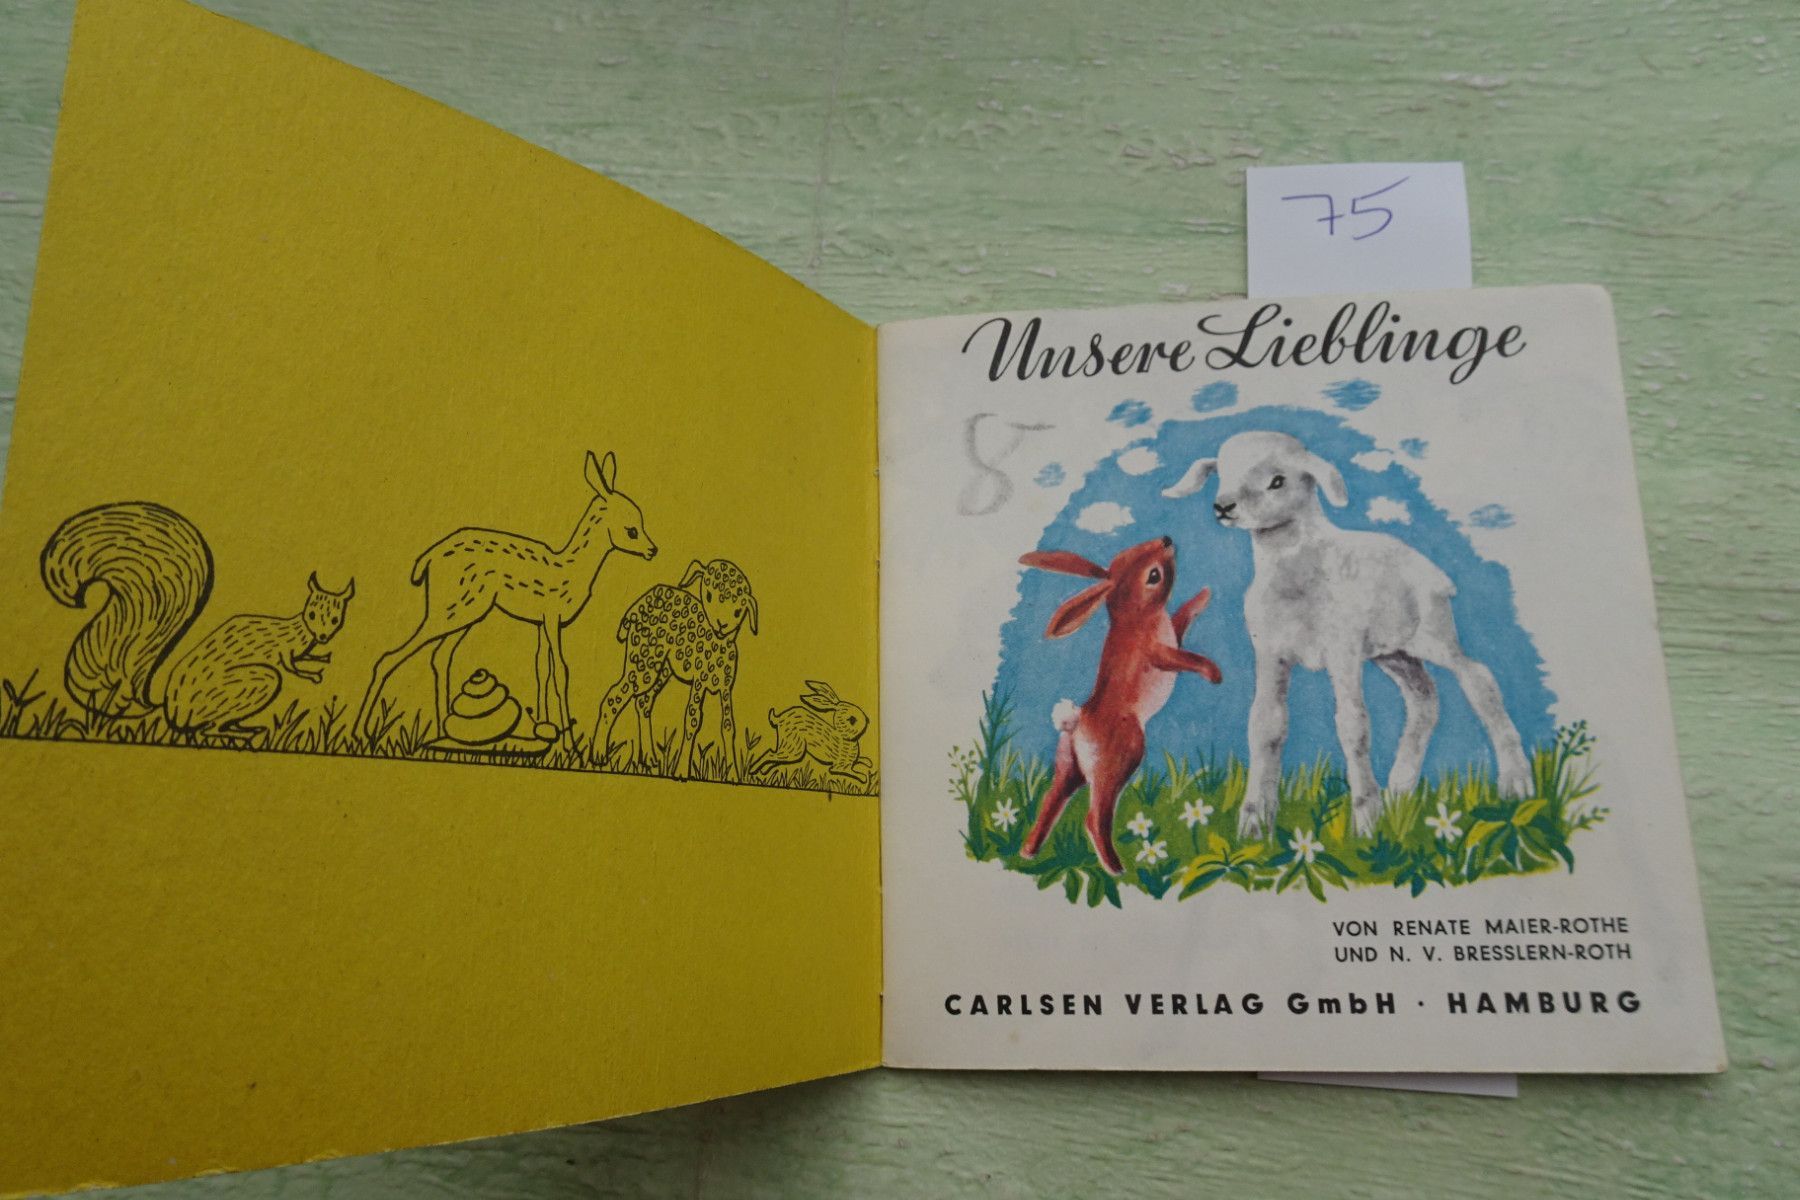 75
Unsere Lieblinge
8
VON RENATE MAIER-ROTHE
UND N. V. BRESSLERN-ROTH
CARLSEN VERLAG GmbH · HAMBURG